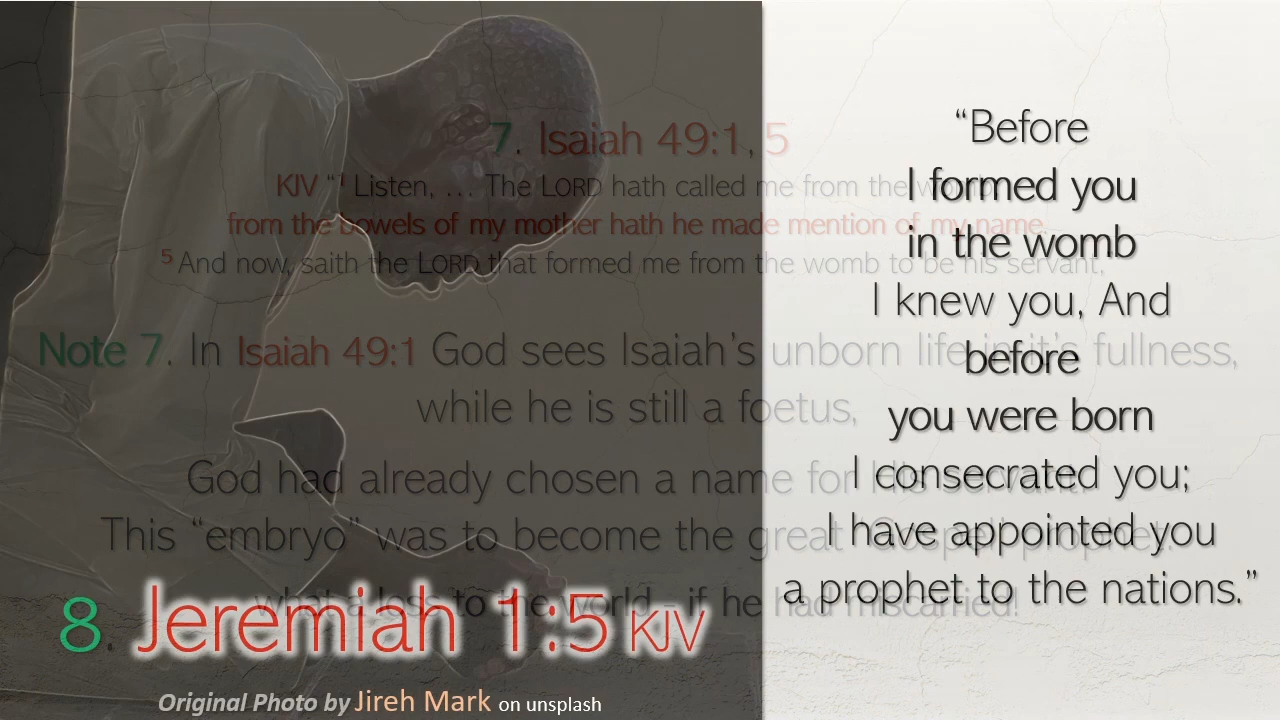 7. Isaiah 49:1, 5
KJV “1 Listen, … The LORD hath called me from the womb;
from the bowels of my mother hath he made mention of my name.
5 And now, saith the LORD that formed me from the womb to be his servant,
Note 7. In Isaiah 49:1 God sees Isaiah’s unborn life in it’s fullness,
while he is still a foetus,
God had already chosen a name for His servant.
This “embryo” was to become the great “Gospel” prophet.
what a loss to the world - if he had miscarried!
8. Jeremiah 1:5 KJV
Original Photo by Jireh Mark on unsplash
“Before
I formed you
in the womb
I knew you, And
before
you were born
I consecrated you;
I have appointed you
a prophet to the nations.”